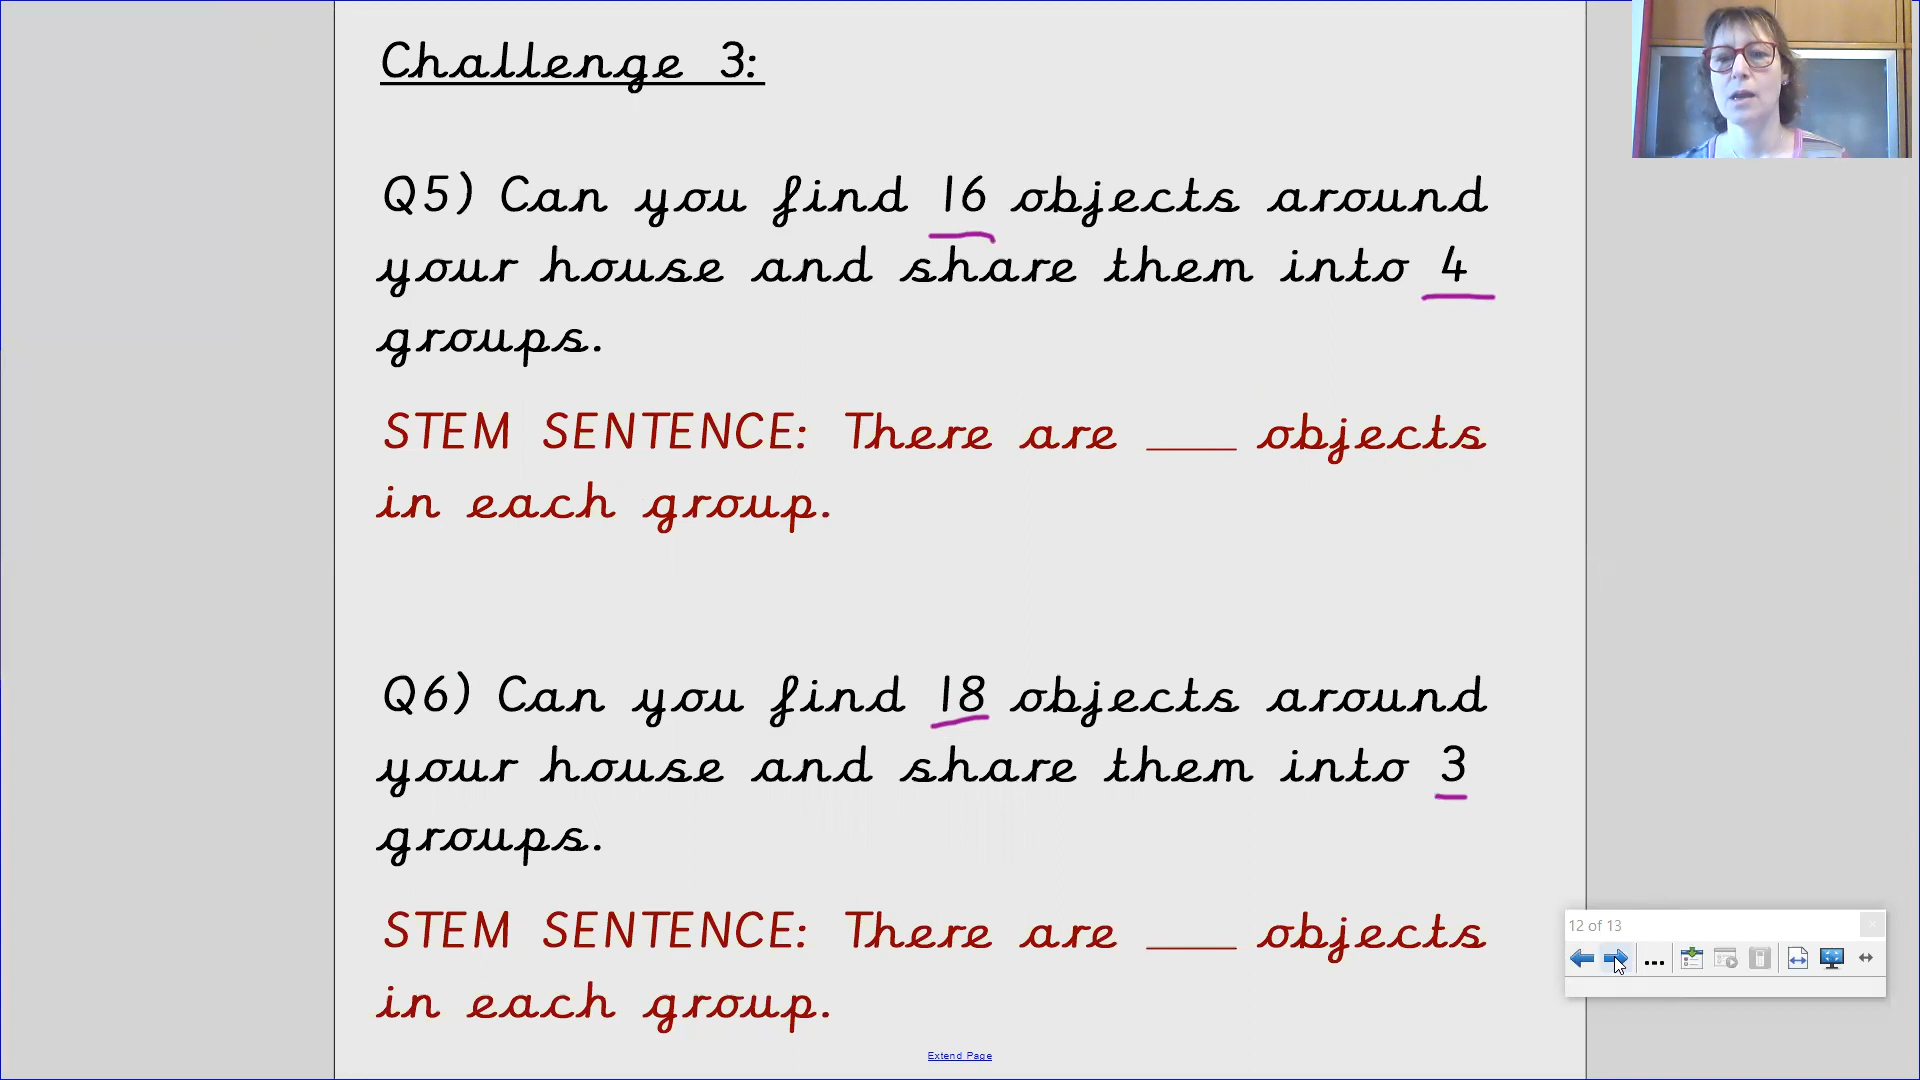 Challenge 3:
Q5) Can you find 16 objects around
your house and share them into 4
groups.
STEM SENTENCE: There are ___ objects
in each group.
Q6) Can you find 18 objects around
your house and share them into 3
groups.
STEM SENTENCE: There are ___ objects
in each group.
12 of 13
Extend Page